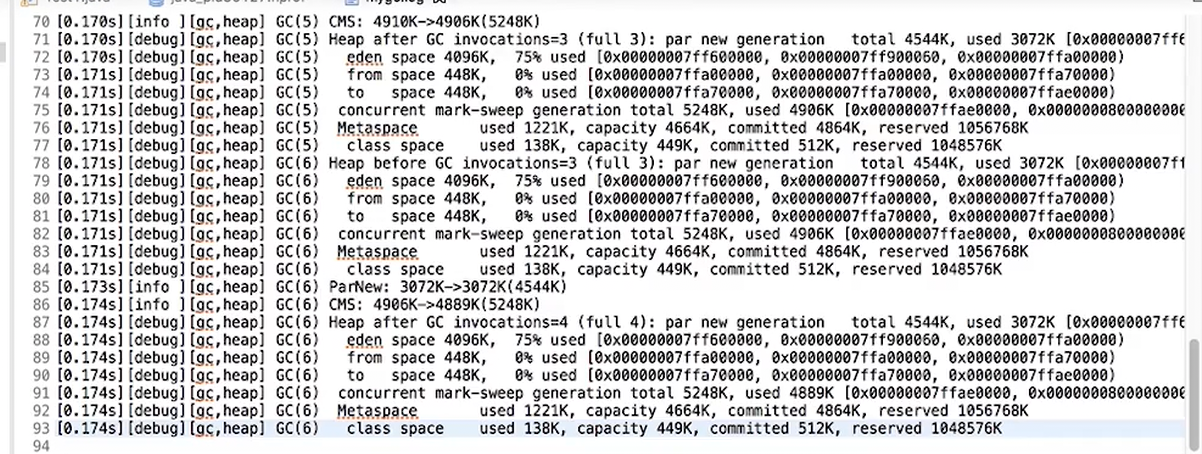 70 [0.170s][info ][gc,heap] GC(5) CMS: 4910K->4906K(5248K)
71 [0.170s][debug][gc,heap] GC(5) Heap after GC invocations=3 (full 3): par new generation   total 4544K, used 3072K [0x00000007ff6
72 [0.170s][debug][gc,heap] GC(5)   eden space 4096K,  75% used [0x00000007ff600000, 0x00000007ff900060, 0x00000007ffa00000)
73 [0.171s][debug][gc,heap] GC(5)   from space 448K,   0% used [0x00000007ffa00000, 0x00000007ffa00000, 0x00000007ffa70000)
74 [0.171s][debug][gc,heap] GC(5)   to   space 448K,   0% used [0x00000007ffa70000, 0x00000007ffa70000, 0x00000007ffae0000)
75 [0.171s][debug][gc,heap] GC(5)  concurrent mark-sweep generation total 5248K, used 4906K [0x00000007ffae0000, 0x0000000800000000
76 [0.171s][debug][gc,heap] GC(5)  Metaspace       used 1221K, capacity 4664K, committed 4864K, reserved 1056768K
77 [0.171s][debug][gc,heap] GC(5)   class space    used 138K, capacity 449K, committed 512K, reserved 1048576K
78 [0.171s][debug][gc,heap] GC(6) Heap before GC invocations=3 (full 3): par new generation   total 4544K, used 3072K [0x00000007ff
79 [0.171s][debug][gc,heap] GC(6)   eden space 4096K,  75% used [0x00000007ff600000, 0x00000007ff900060, 0x00000007ffa00000)
80 [0.171s][debug][gc,heap] GC(6)   from space 448K,   0% used [0x00000007ffa00000, 0x00000007ffa00000, 0x00000007ffa70000)
81 [0.171s][debug][gc,heap] GC(6)   to   space 448K,   0% used [0x00000007ffa70000, 0x00000007ffa70000, 0x00000007ffae0000)
82 [0.171s][debug][gc,heap] GC(6)  concurrent mark-sweep generation total 5248K, used 4906K [0x00000007ffae0000, 0x0000000800000000
83 [0.171s][debug][gc,heap] GC(6)  Metaspace       used 1221K, capacity 4664K, committed 4864K, reserved 1056768K
84 [0.171s][debug][gc,heap] GC(6)   class space    used 138K, capacity 449K, committed 512K, reserved 1048576K
85 [0.173s][info ][gc,heap] GC(6) ParNew: 3072K->3072K(4544K)
86 [0.174s][info ][gc,heap] GC(6) CMS: 4906K->4889K(5248K)
87 [0.174s][debug][gc,heap] GC(6) Heap after GC invocations=4 (full 4): par new generation   total 4544K, used 3072K [0x00000007ff6
88 [0.174s][debug][gc,heap] GC(6)   eden space 4096K,  75% used [0x00000007ff600000, 0x00000007ff900060, 0x00000007ffa00000)
89 [0.174s][debug][gc,heap] GC(6)   from space 448K,   0% used [0x00000007ffa00000, 0x00000007ffa00000, 0x00000007ffa70000)
90 [0.174s][debug][gc,heap] GC(6)   to   space 448K,   0% used [0x00000007ffa70000, 0x00000007ffa70000, 0x00000007ffae0000)
91 [0.174s][debug][gc,heap] GC(6)  concurrent mark-sweep generation total 5248K, used 4889K [0x00000007ffae0000, 0x0000000800000000
92 [0.174s][debug][gc,heap] GC(6)  Metaspace       used 1221K, capacity 4664K, committed 4864K, reserved 1056768K
93 [0.174s][debug][gc,heap] GC(6)   class space    used 138K, capacity 449K, committed 512K, reserved 1048576K
94